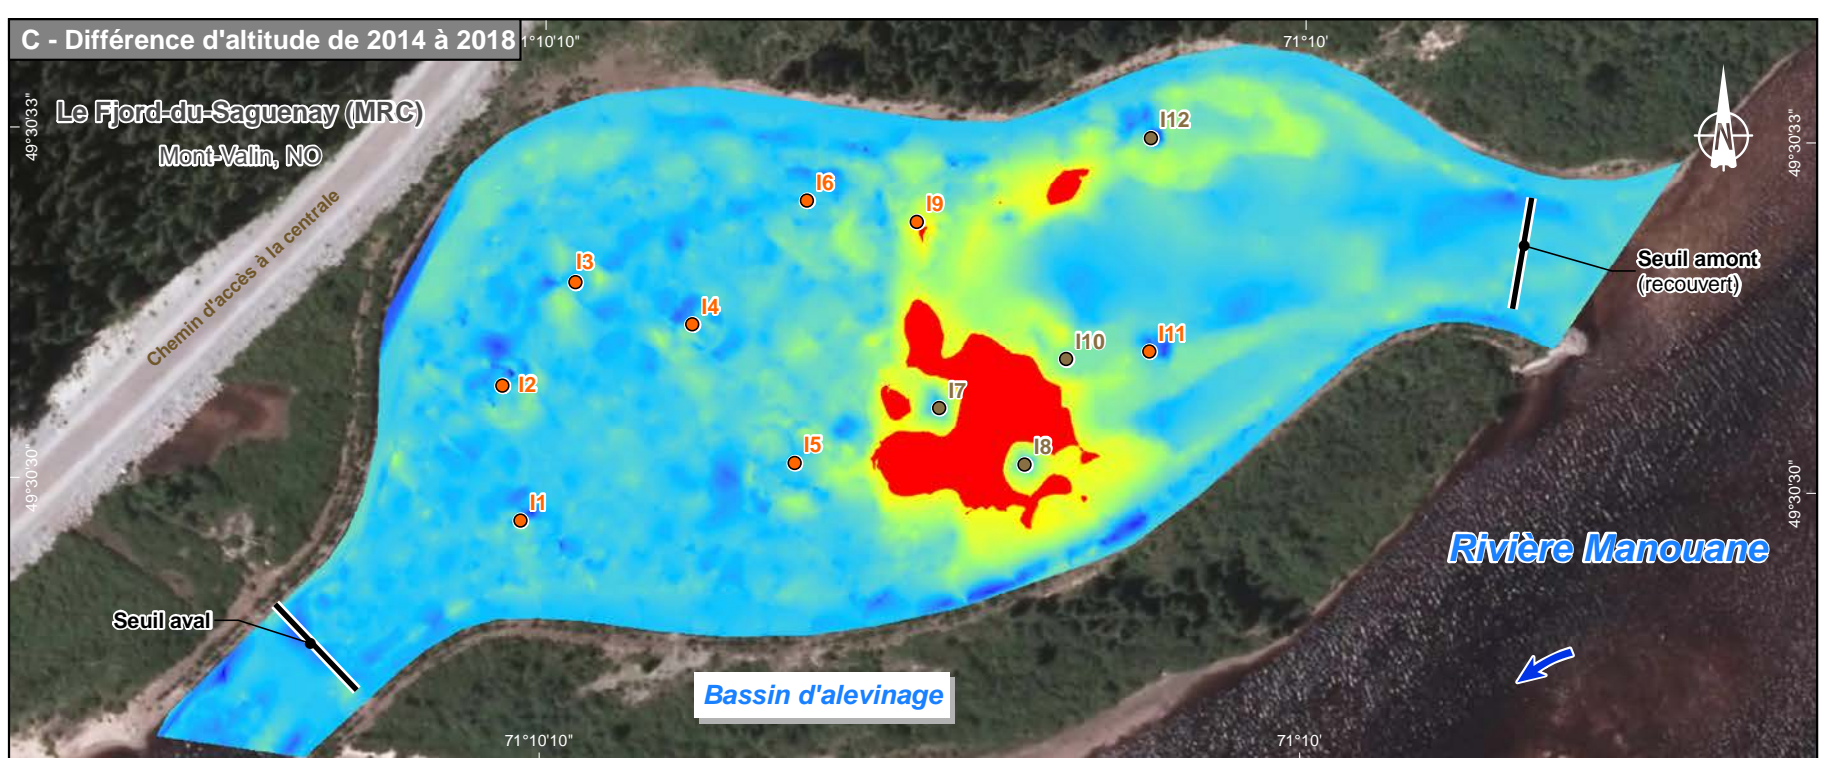 C - Différence d'altitude de 2014 à 2018
71°10'10"
71°10'
Le Fjord-du-Saguenay (MRC)
Mont-Valin, NO
49°30'33"
49°30'33"
N
Chemin d'accès à la centrale
I12
I6
I9
I3
I4
Seuil amont
(recouvert)
I10
I11
I2
I7
I5
I8
I1
49°30'30"
49°30'30"
Rivière Manouane
Seuil aval
Bassin d'alevinage
71°10'10"
71°10'